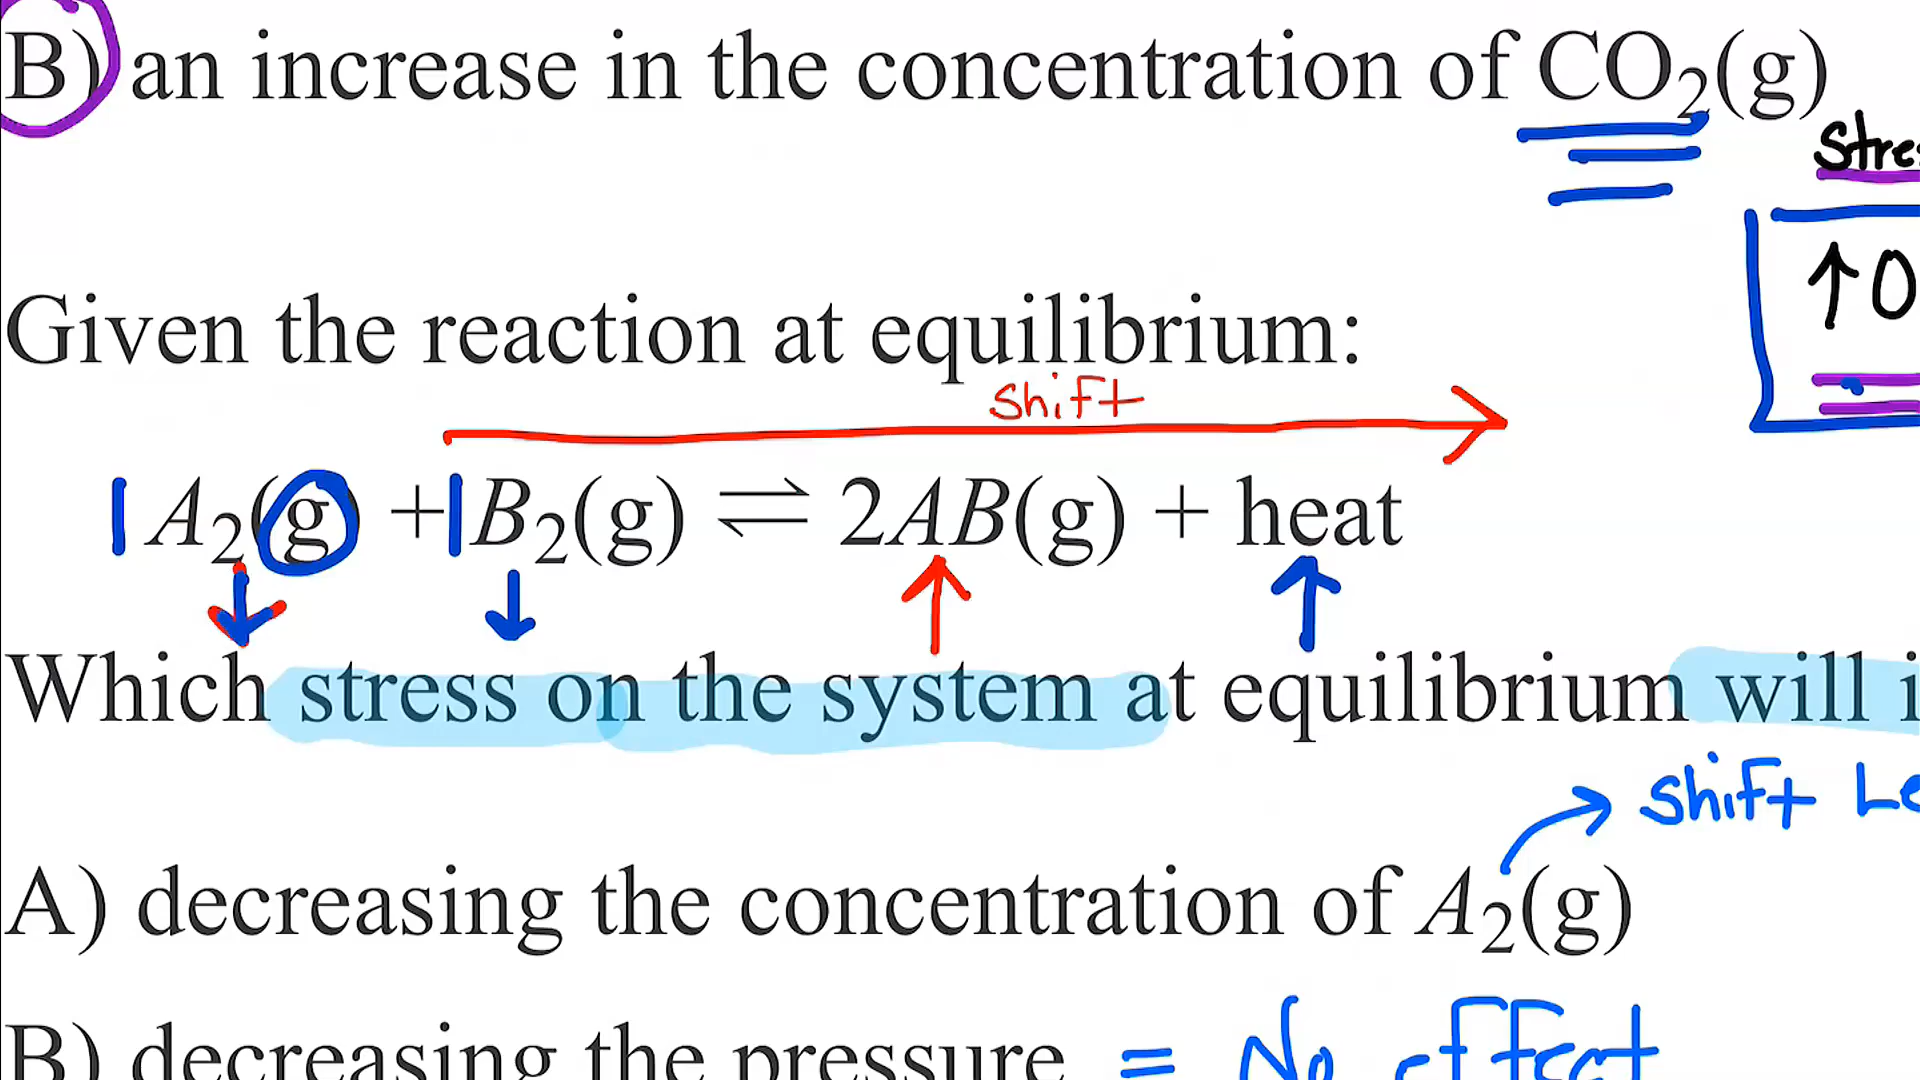 B) an increase in the concentration of CO₂(g)
Stres
↑ O
Given the reaction at equilibrium:
shift
1 A₂(g) + 1 B₂(g) ⇌ 2AB(g) + heat
Which stress on the system at equilibrium will i
shift Le
A) decreasing the concentration of A₂(g)
B) decreasing the pressure = No effect